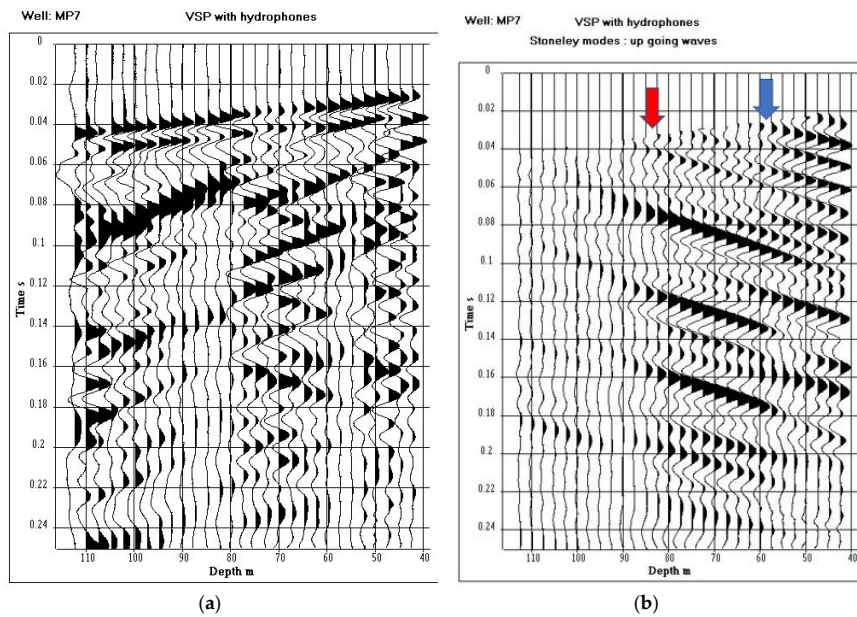 Well: MP7 VSP with hydrophones
0
0.02
0.04
0.06
0.08
0.1
0.12
0.14
0.16
0.18
0.2
0.22
0.24
Time s
110 100 90 80 70 60 50 40
Depth m
(a)
Well: MP7 VSP with hydrophones
Stoneley modes : up going waves
0
0.02
0.04
0.06
0.08
0.1
0.12
0.14
0.16
0.18
0.2
0.22
0.24
Time s
110 100 90 80 70 60 50 40
Depth m
(b)